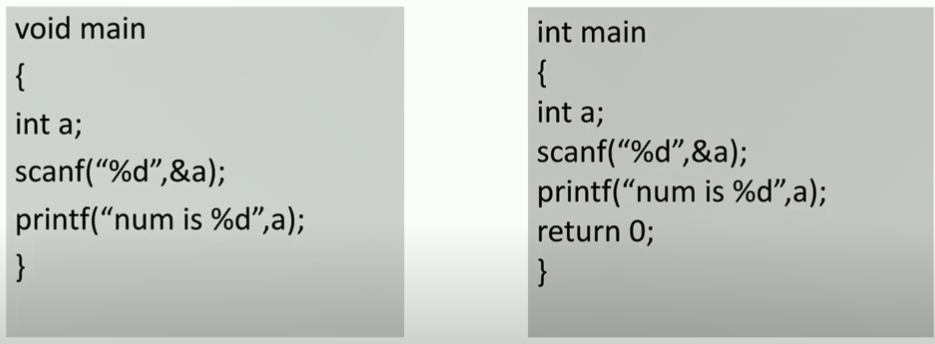 void main
{
int a;
scanf(“%d”,&a);
printf(“num is %d”,a);
}
int main
{
int a;
scanf(“%d”,&a);
printf(“num is %d”,a);
return 0;
}